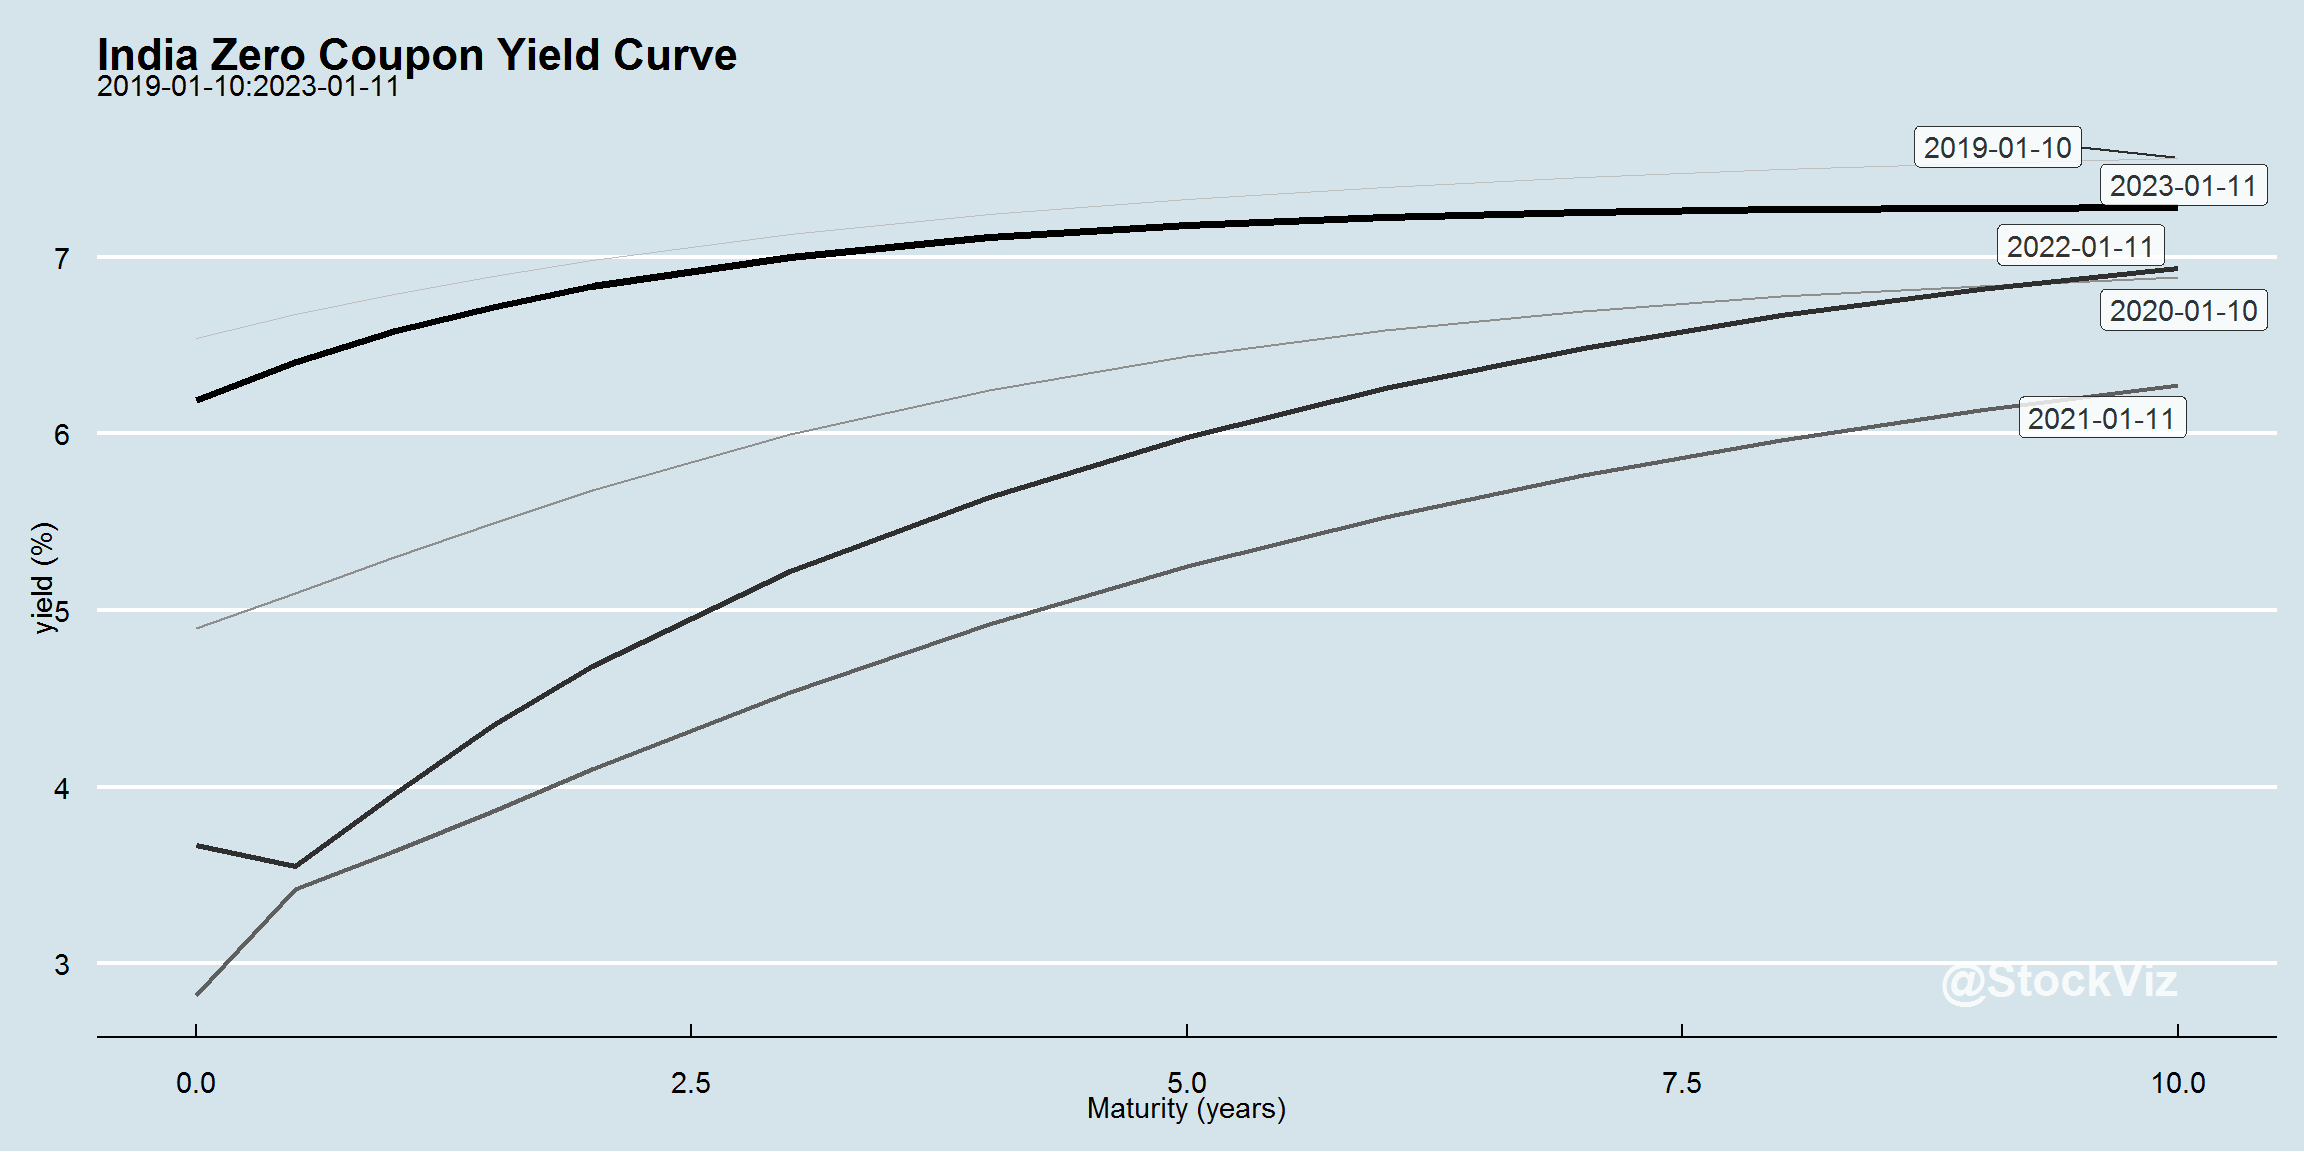 India Zero Coupon Yield Curve
2019-01-10:2023-01-11
2019-01-10
2023-01-11
2022-01-11
2020-01-10
2021-01-11
7
6
5
4
3
yield (%)
@StockViz
0.0 2.5 5.0 7.5 10.0
Maturity (years)